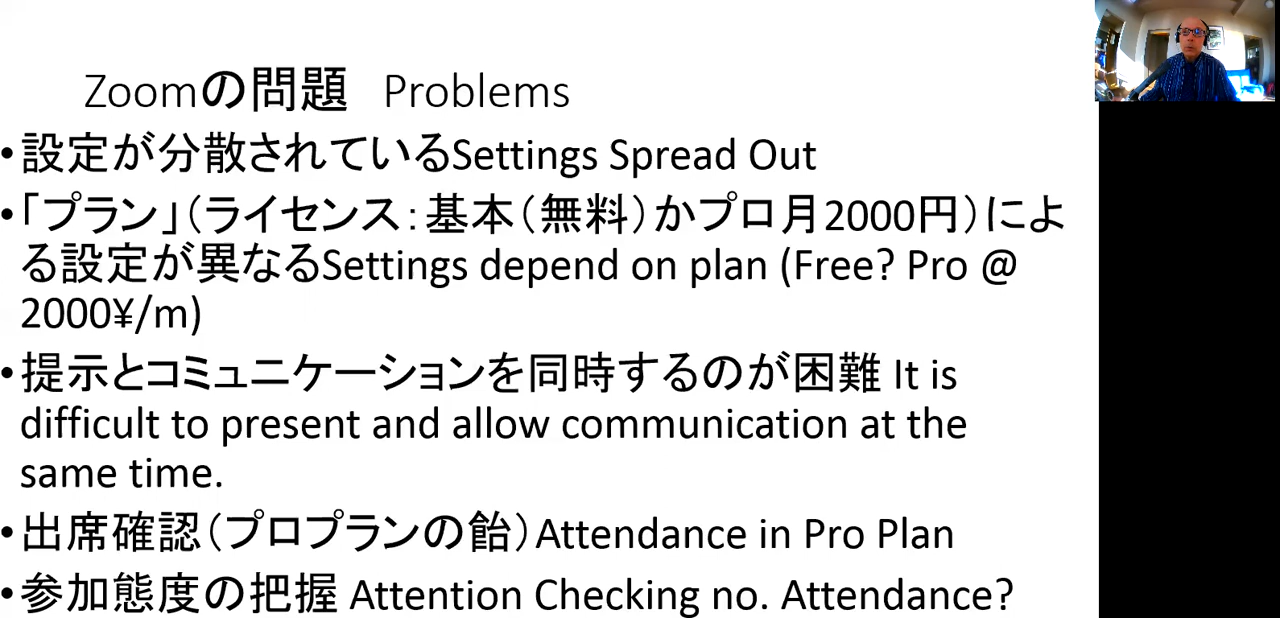 Zoomの問題 Problems
•設定が分散されているSettings Spread Out
•「プラン」（ライセンス：基本（無料）かプロ月2000円）によ
る設定が異なるSettings depend on plan (Free? Pro @
2000¥/m)
•提示とコミュニケーションを同時するのが困難 It is
difficult to present and allow communication at the
same time.
•出席確認（プロプランの飴）Attendance in Pro Plan
•参加態度の把握 Attention Checking no. Attendance?